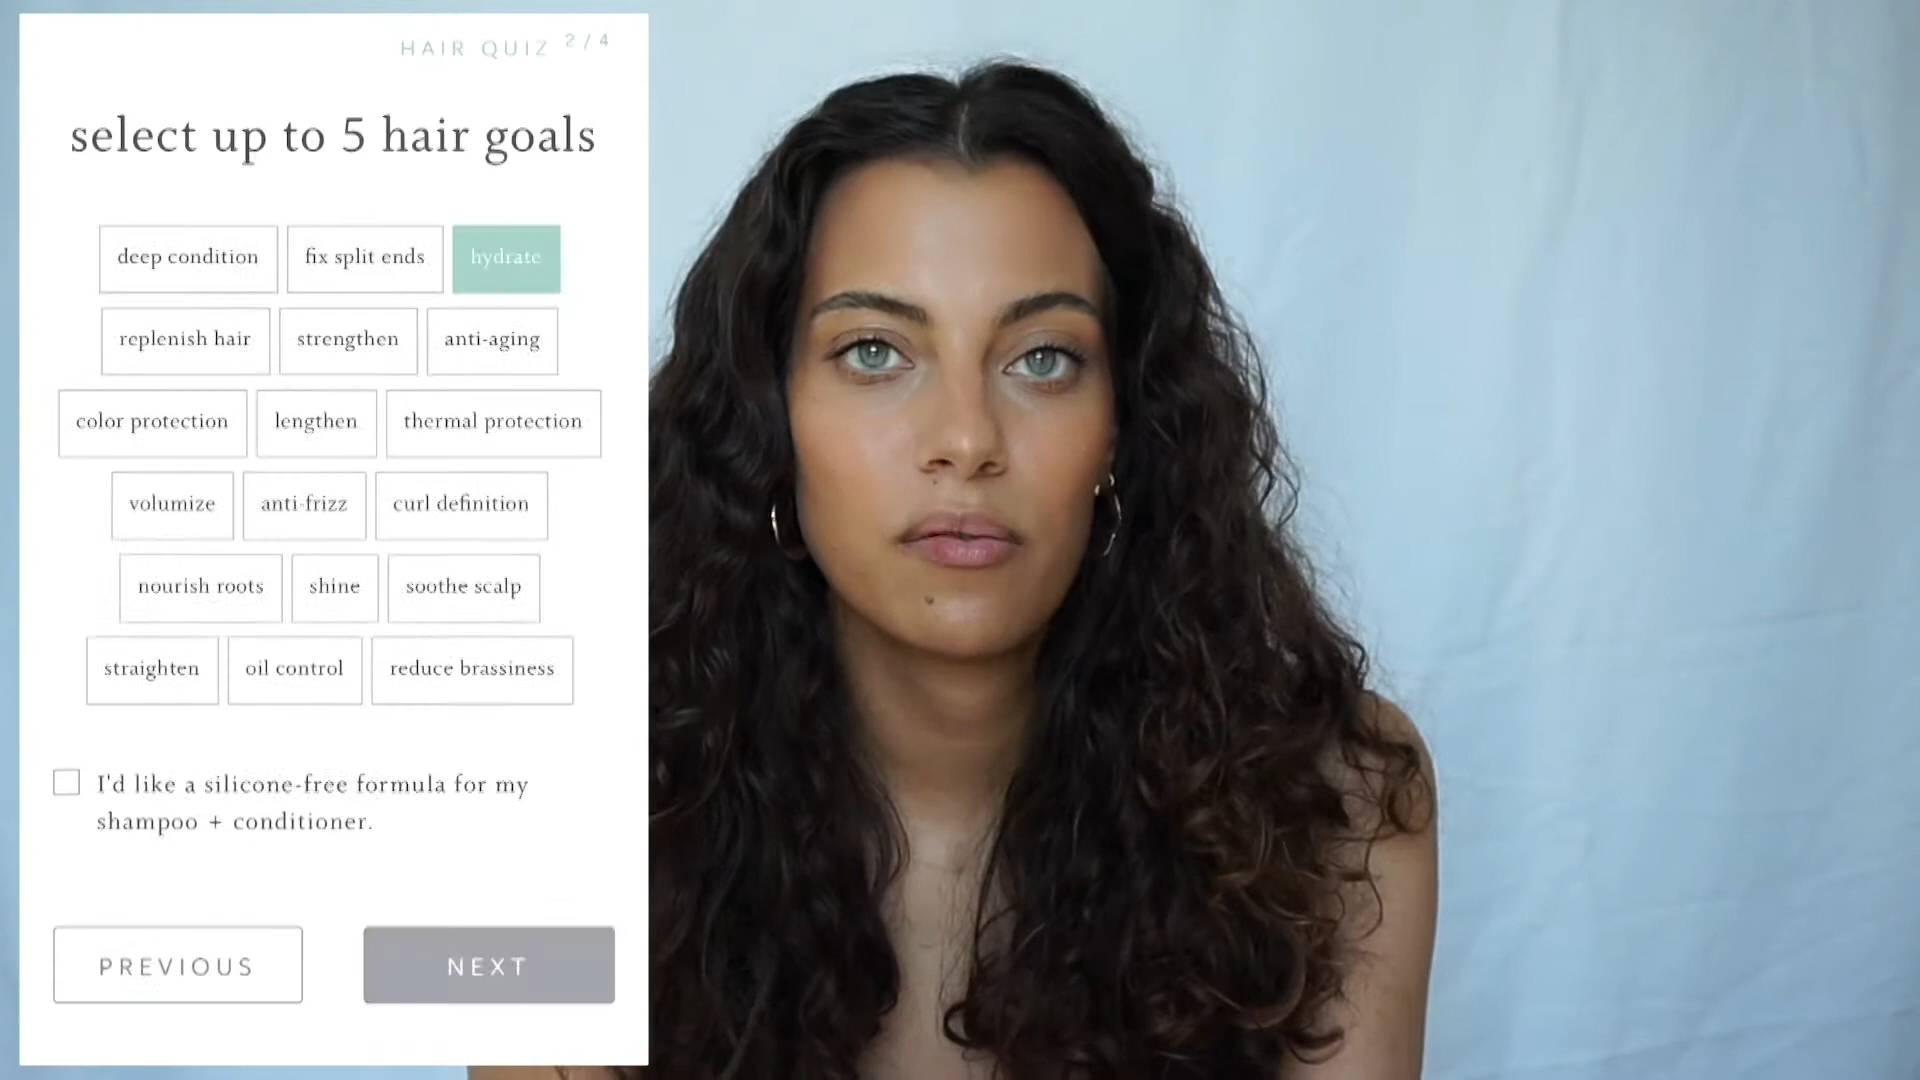 HAIR QUIZ 2/4
select up to 5 hair goals
deep condition fix split ends hydrate
replenish hair strengthen anti-aging
color protection lengthen thermal protection
volumize anti-frizz curl definition
nourish roots shine soothe scalp
straighten oil control reduce brassiness
I'd like a silicone-free formula for my
shampoo + conditioner.
PREVIOUS NEXT